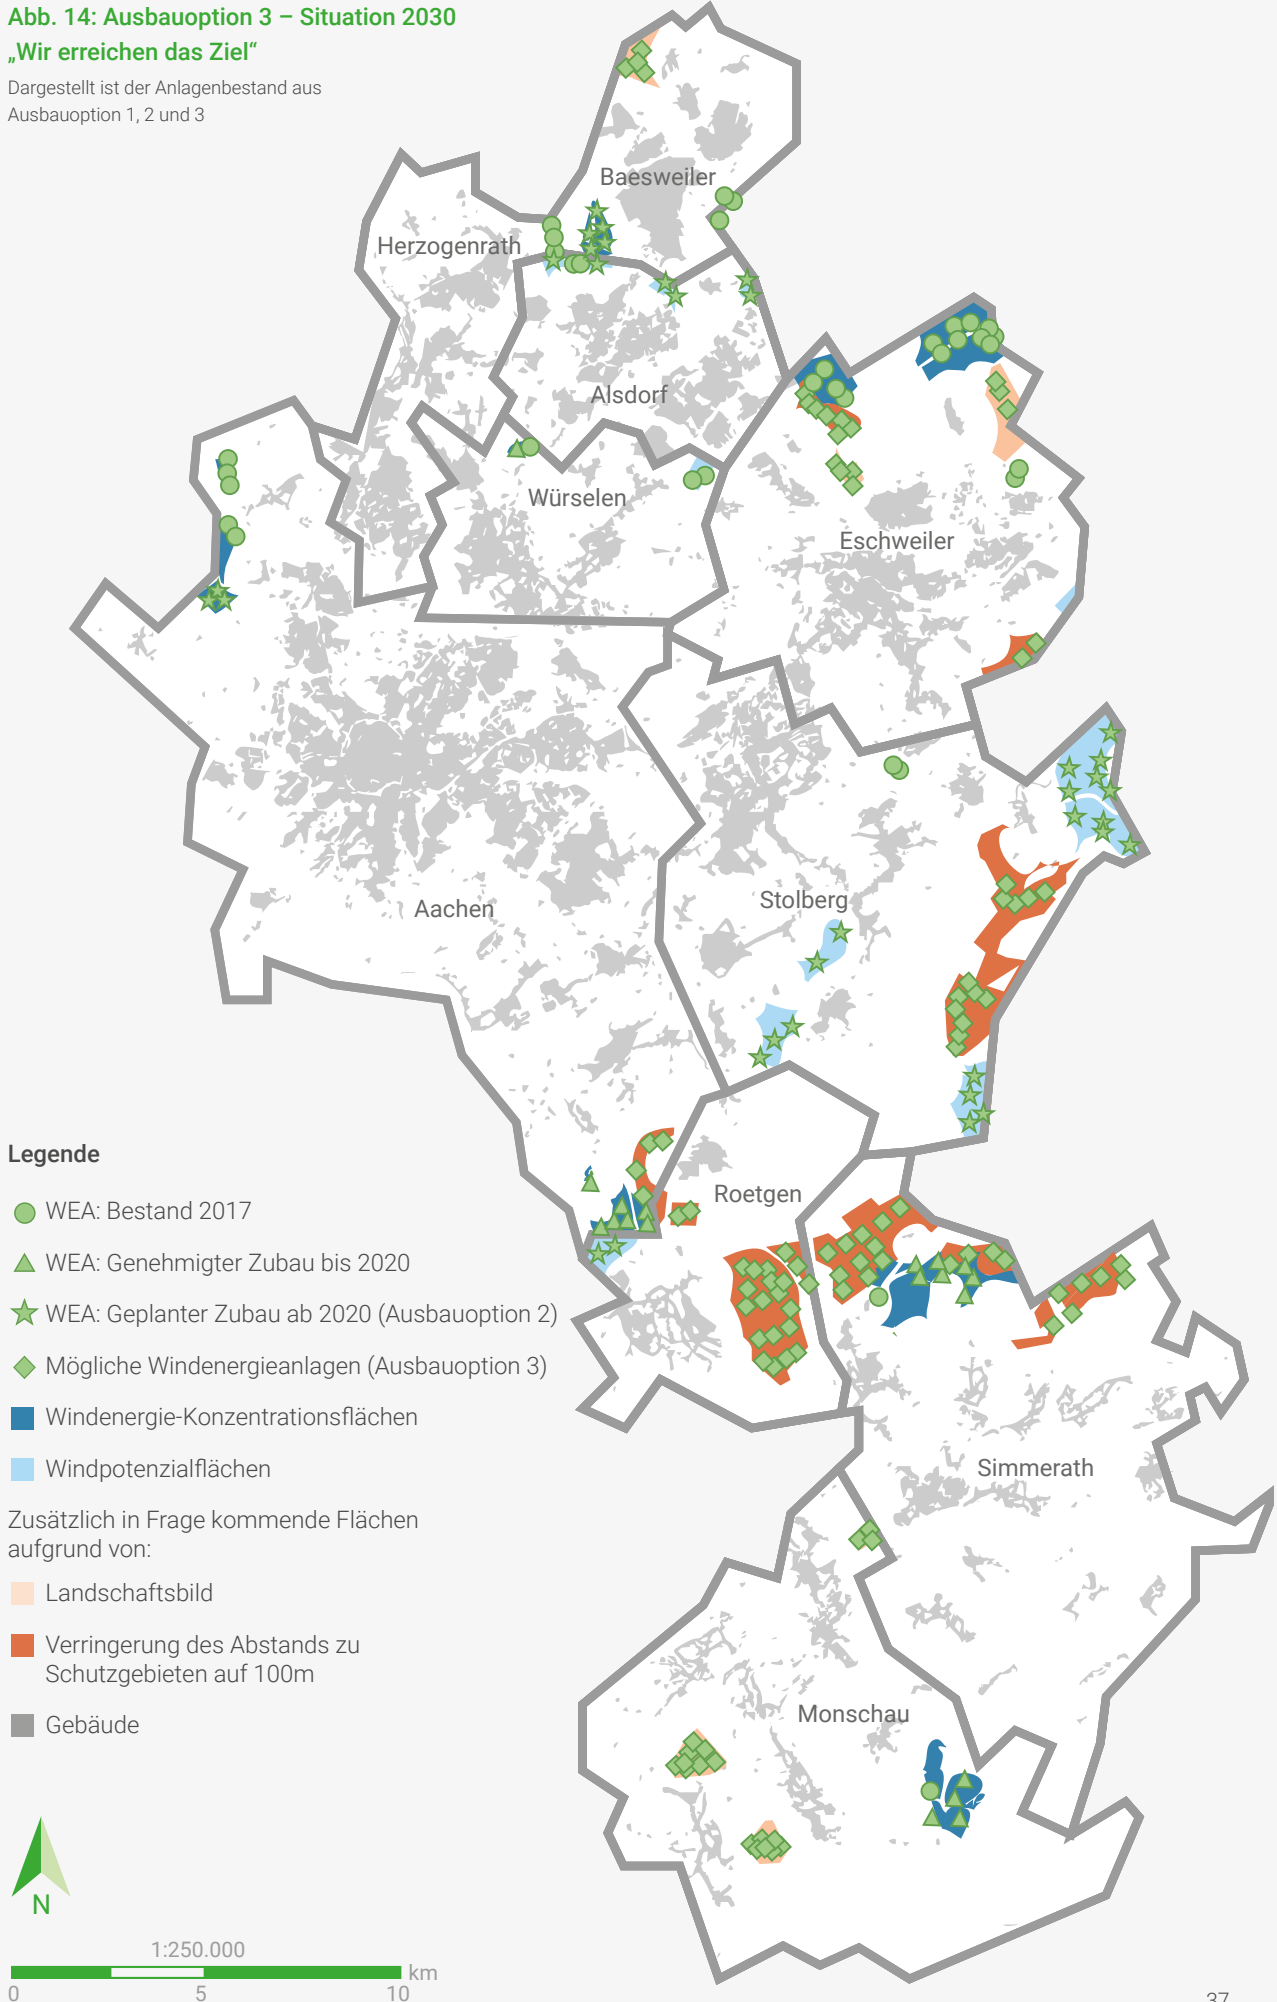 Abb. 14: Ausbauoption 3 – Situation 2030
„Wir erreichen das Ziel“
Dargestellt ist der Anlagenbestand aus
Ausbauoption 1, 2 und 3
Baesweiler
Herzogenrath
Alsdorf
Würselen
Eschweiler
Stolberg
Aachen
Roetgen
Simmerath
Monschau
Legende
WEA: Bestand 2017
WEA: Genehmigter Zubau bis 2020
WEA: Geplanter Zubau ab 2020 (Ausbauoption 2)
Mögliche Windenergieanlagen (Ausbauoption 3)
Windenergie-Konzentrationsflächen
Windpotenzialflächen
Zusätzlich in Frage kommende Flächen
aufgrund von:
Landschaftsbild
Verringerung des Abstands zu
Schutzgebieten auf 100m
Gebäude
N
1:250.000
km
0 5 10
37